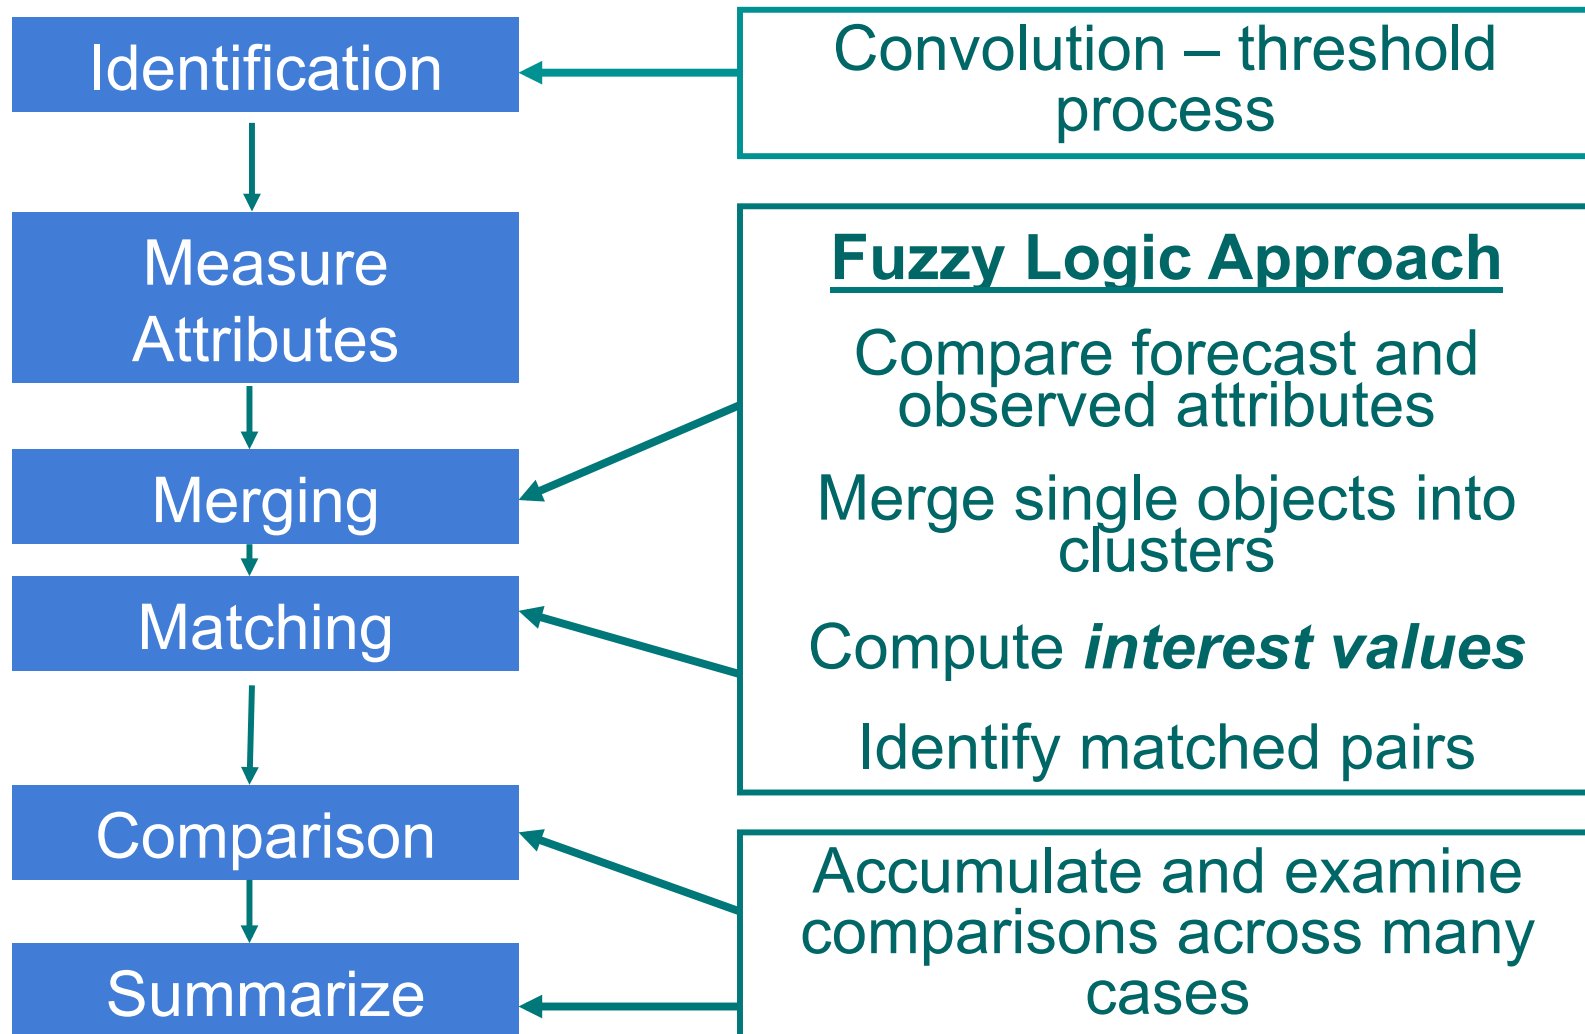 Identification
Convolution – threshold
process
Measure
Attributes
Merging
Matching
Fuzzy Logic Approach
Compare forecast and
observed attributes
Merge single objects into
clusters
Compute interest values
Identify matched pairs
Comparison
Summarize
Accumulate and examine
comparisons across many
cases